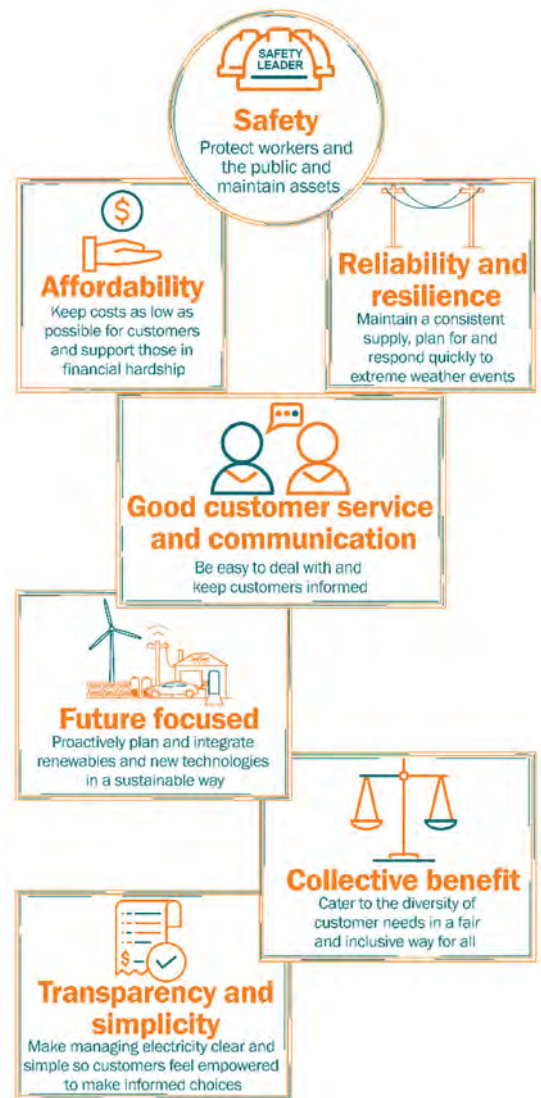 SAFETY
LEADER
Safety
Protect workers and
the public and
maintain assets
$
Affordability
Keep costs as low as
possible for customers
and support those in
financial hardship
Reliability and
resilience
Maintain a consistent
supply, plan for and
respond quickly to
extreme weather events
Good customer service
and communication
Be easy to deal with and
keep customers informed
Future focused
Proactively plan and integrate
renewables and new technologies
in a sustainable way
Collective benefit
Cater to the diversity of
customer needs in a fair
and inclusive way for all
$
Transparency and
simplicity
Make managing electricity clear and
simple so customers feel empowered
to make informed choices